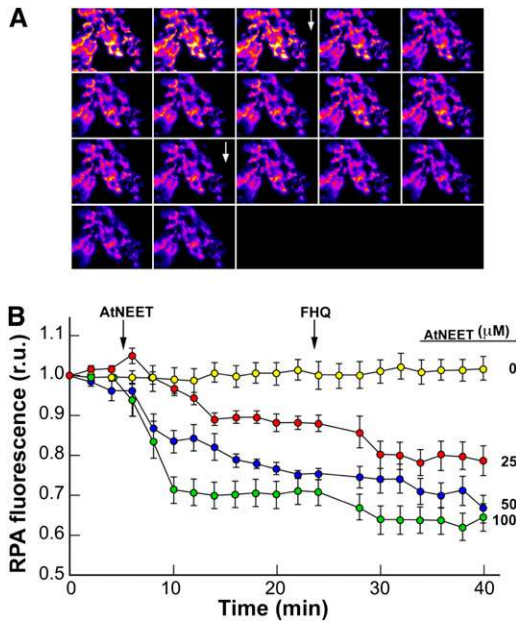 A
B
AtNEET
FHQ
AtNEET (μM)
1.1
1.0
0.9
0.8
0.7
0.6
0.5
RPA fluorescence (r.u.)
0
25
50
100
0
10
20
30
40
Time (min)